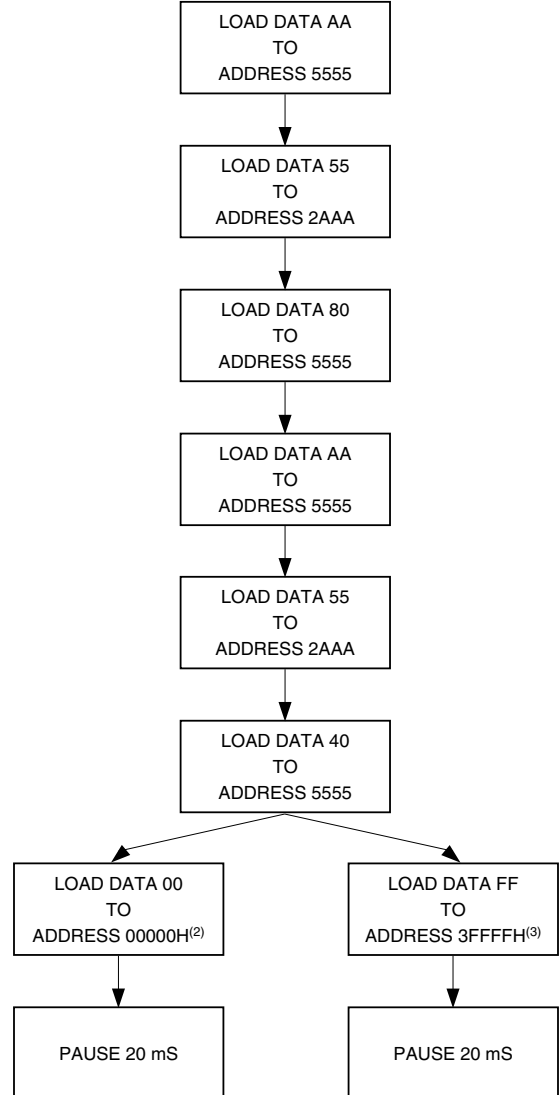 LOAD DATA AA
TO
ADDRESS 5555
LOAD DATA 55
TO
ADDRESS 2AAA
LOAD DATA 80
TO
ADDRESS 5555
LOAD DATA AA
TO
ADDRESS 5555
LOAD DATA 55
TO
ADDRESS 2AAA
LOAD DATA 40
TO
ADDRESS 5555
LOAD DATA 00
TO
ADDRESS 00000H(2)
LOAD DATA FF
TO
ADDRESS 3FFFFH(3)
PAUSE 20 mS
PAUSE 20 mS